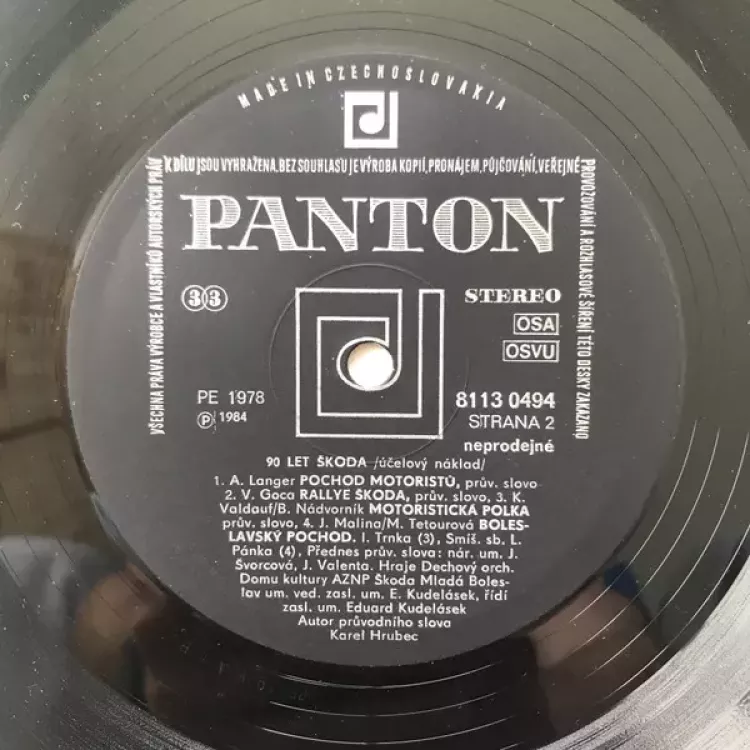 MADE IN CZECHOSLOVAKIA
VŠECHNA PRÁVA VÝROBCE A VLASTNÍKŮ AUTORSKÝCH PRÁV
K DÍLU JSOU VYHRAŽENA. BEZ SOUHLASU JE VÝROBA KOPIÍ, PRONÁJEM, PŮJČOVÁNÍ, VEŘEJNÉ
PROVOZOVÁNÍ A ROZHLASOVÉ ŠÍŘENÍ TÉTO DESKY ZAKÁZÁNO
PANTON
33
STEREO
OSA
OSVU
PE 1978
Ⓟ 1984
8113 0494
STRANA 2
neprodejné
90 LET ŠKODA /účelový náklad/
1. A. Langer POCHOD MOTORISTŮ, prův. slovo
2. V. Goca RALLYE ŠKODA, prův. slovo, 3. K.
Valdauf/B. Nádvorník MOTORISTICKÁ POLKA
prův. slovo, 4. J. Malina/M. Tetourová BOLES-
LAVSKÝ POCHOD. I. Trnka (3), Smíš. sb. L.
Pánka (4), Přednes prův. slova: nár. um. J.
Švorcová, J. Valenta. Hraje Dechový orch.
Domu kultury AZNP Škoda Mladá Boles-
lav um. ved. zasl. um. E. Kudelásek, řídí
zasl. um. Eduard Kudelásek
Autor průvodního slova
Karel Hrubec